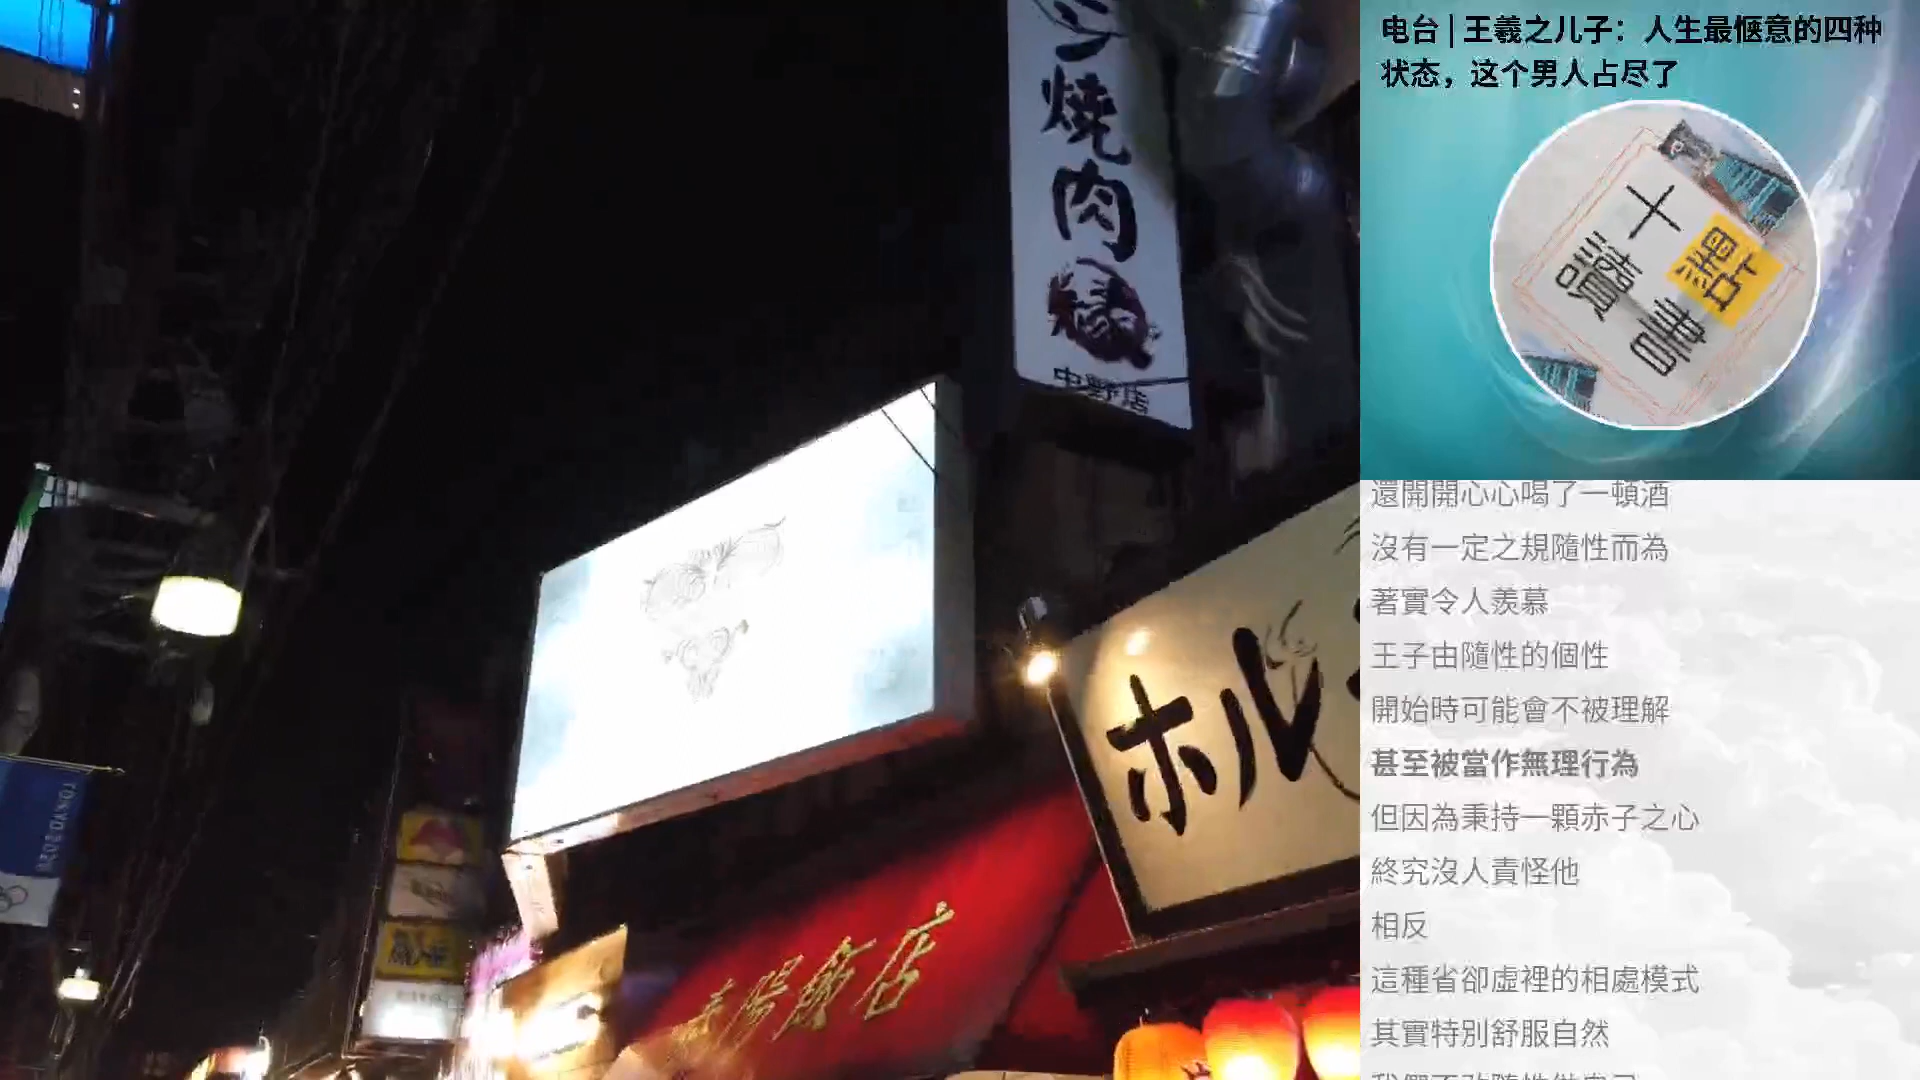 燒肉
中野店
ホル
飯店
TOKYO 2020
电台 | 王羲之儿子：人生最惬意的四种
状态，这个男人占尽了
十點
讀書
還開開心心喝了一頓酒
沒有一定之規隨性而為
著實令人羨慕
王子由隨性的個性
開始時可能會不被理解
甚至被當作無理行為
但因為秉持一顆赤子之心
終究沒人責怪他
相反
這種省卻虛裡的相處模式
其實特別舒服自然